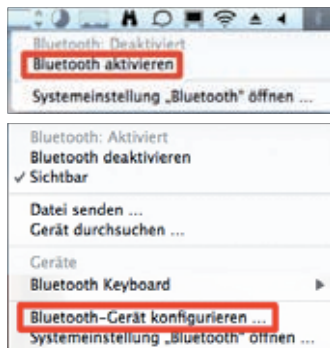 Bluetooth: Deaktiviert
Bluetooth aktivieren
Systemeinstellung „Bluetooth“ öffnen ...
Bluetooth: Aktiviert
Bluetooth deaktivieren
✓ Sichtbar
Datei senden ...
Gerät durchsuchen ...
Geräte
Bluetooth Keyboard
Bluetooth-Gerät konfigurieren ...
Systemeinstellung „Bluetooth“ öffnen ...